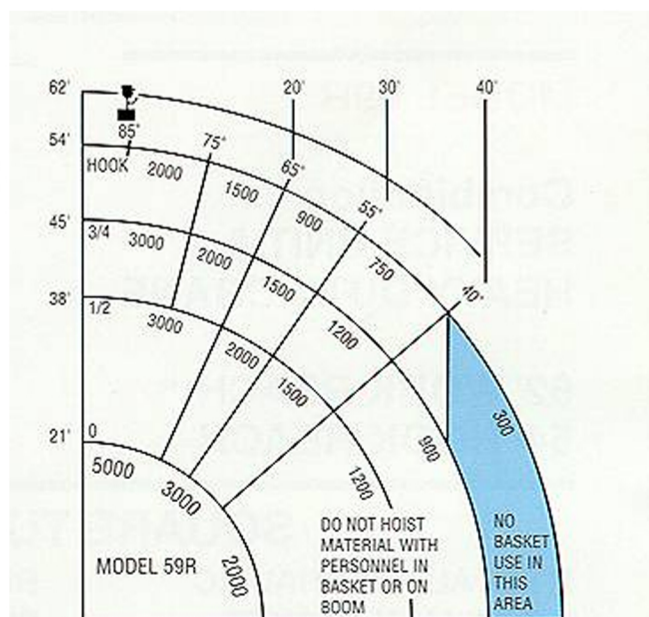 62' 20' 30' 40'
85°
54' 75°
HOOK 2000 65°
1500
900 55°
45' 750
3/4 3000 2000 1500 40°
38'
1/2 3000 1200
2000
1500
21' 0 900 300
5000 3000 1200
DO NOT HOIST
MATERIAL WITH
PERSONNEL IN
BASKET OR ON
BOOM
NO
BASKET
USE IN
THIS
AREA
MODEL 59R 2000